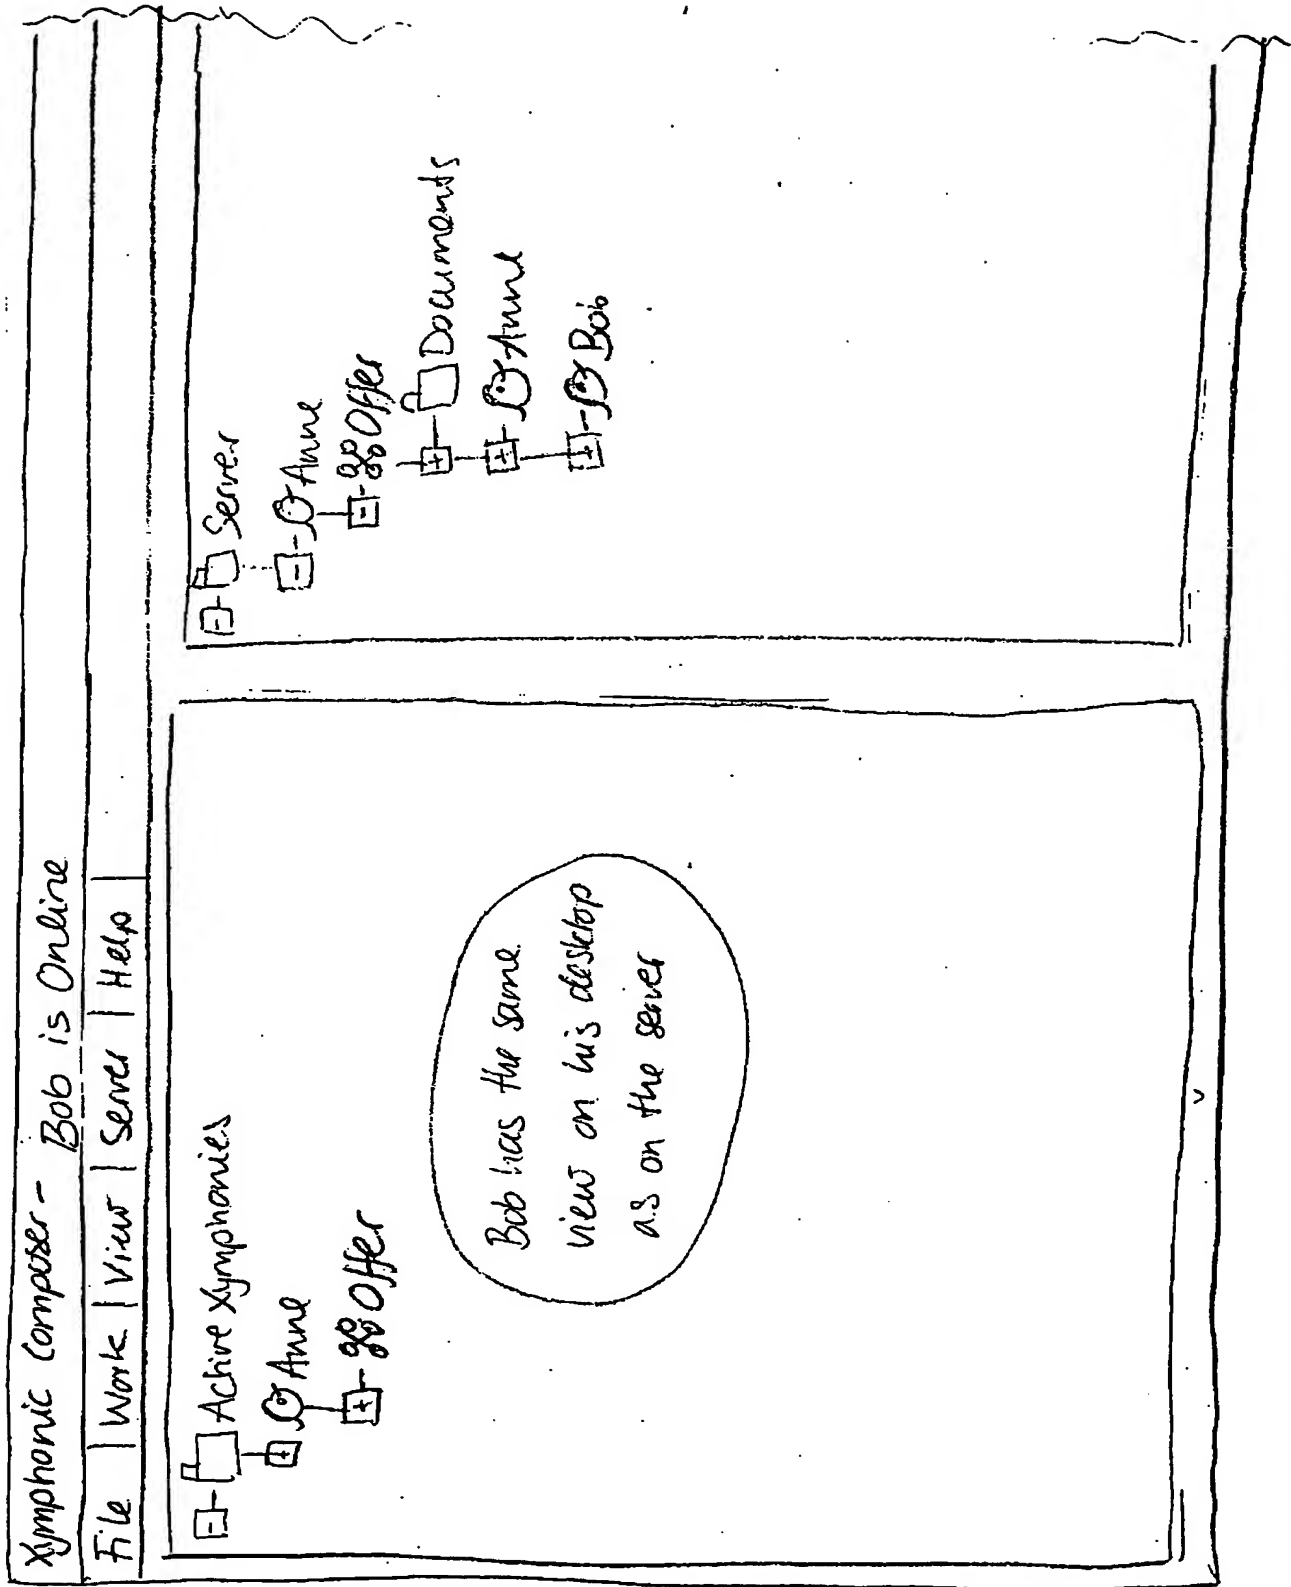 Xymphonic Composer - Bob is Online
File | Work | View | Server | Help |
Active Xymphonies
Anne
Offer
Bob has the same
view on his desktop
as on the server
Server
Anne
Offer
Documents
Anne
Bob